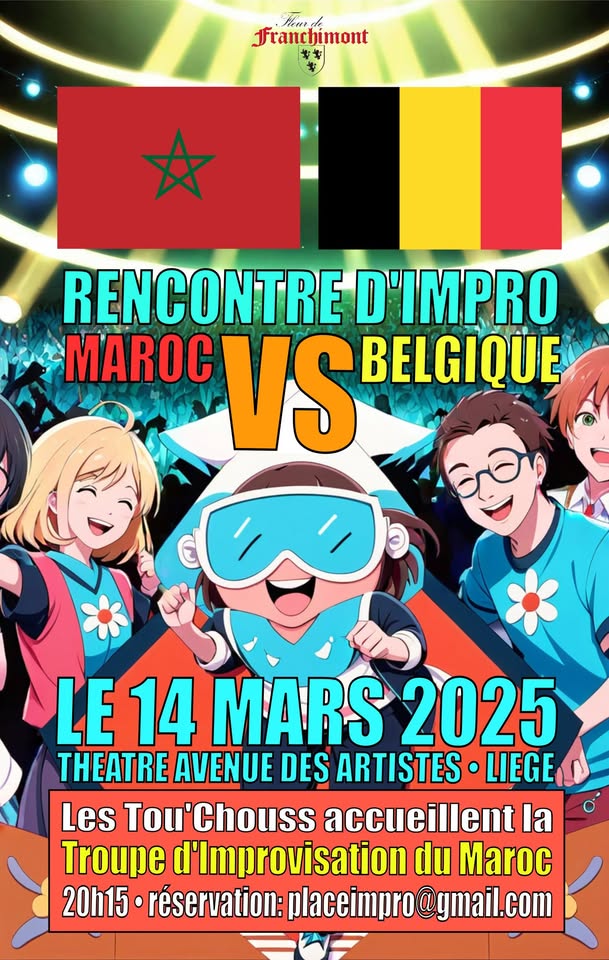 Fleur de
Franchimont
RENCONTRE D'IMPRO
MAROC VS BELGIQUE
LE 14 MARS 2025
THEATRE AVENUE DES ARTISTES • LIEGE
Les Tou'Chouss accueillent la
Troupe d'Improvisation du Maroc
20h15 • réservation: placeimpro@gmail.com